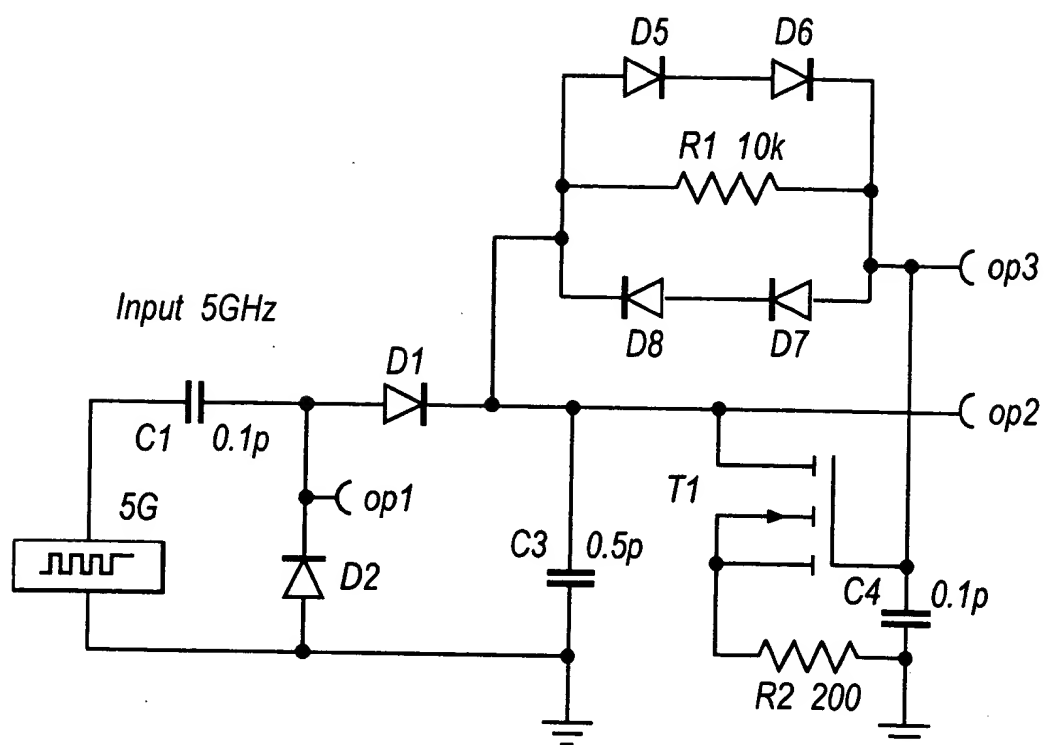 D5
D6
R1 10k
op3
D8
D7
Input 5GHz
D1
op2
C1
0.1p
op1
T1
5G
C3
0.5p
D2
C4
0.1p
R2 200